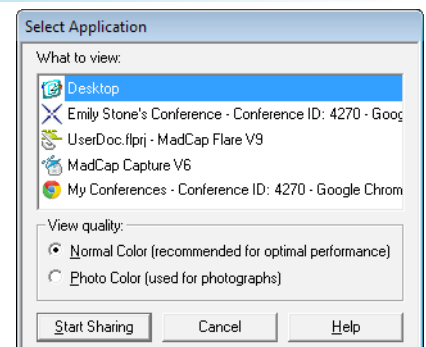 Select Application
What to view:
Desktop
Emily Stone's Conference - Conference ID: 4270 - Goog
UserDoc.flprj - MadCap Flare V9
MadCap Capture V6
My Conferences - Conference ID: 4270 - Google Chrom
View quality:
Normal Color (recommended for optimal performance)
Photo Color (used for photographs)
Start Sharing
Cancel
Help